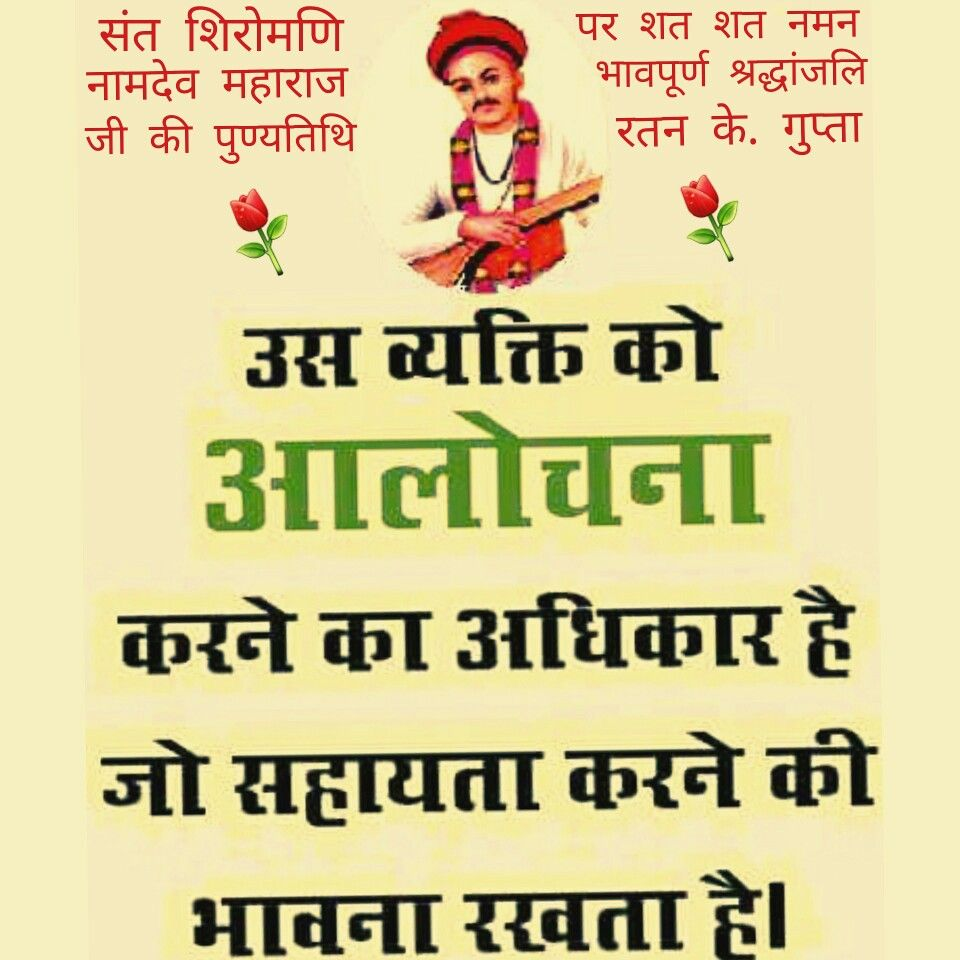 संत शिरोमणि
नामदेव महाराज
जी की पुण्यतिथि
पर शत शत नमन
भावपूर्ण श्रद्धांजलि
रतन के. गुप्ता
उस व्यक्ति को
आलोचना
करने का अधिकार है
जो सहायता करने की
भावना रखता है।